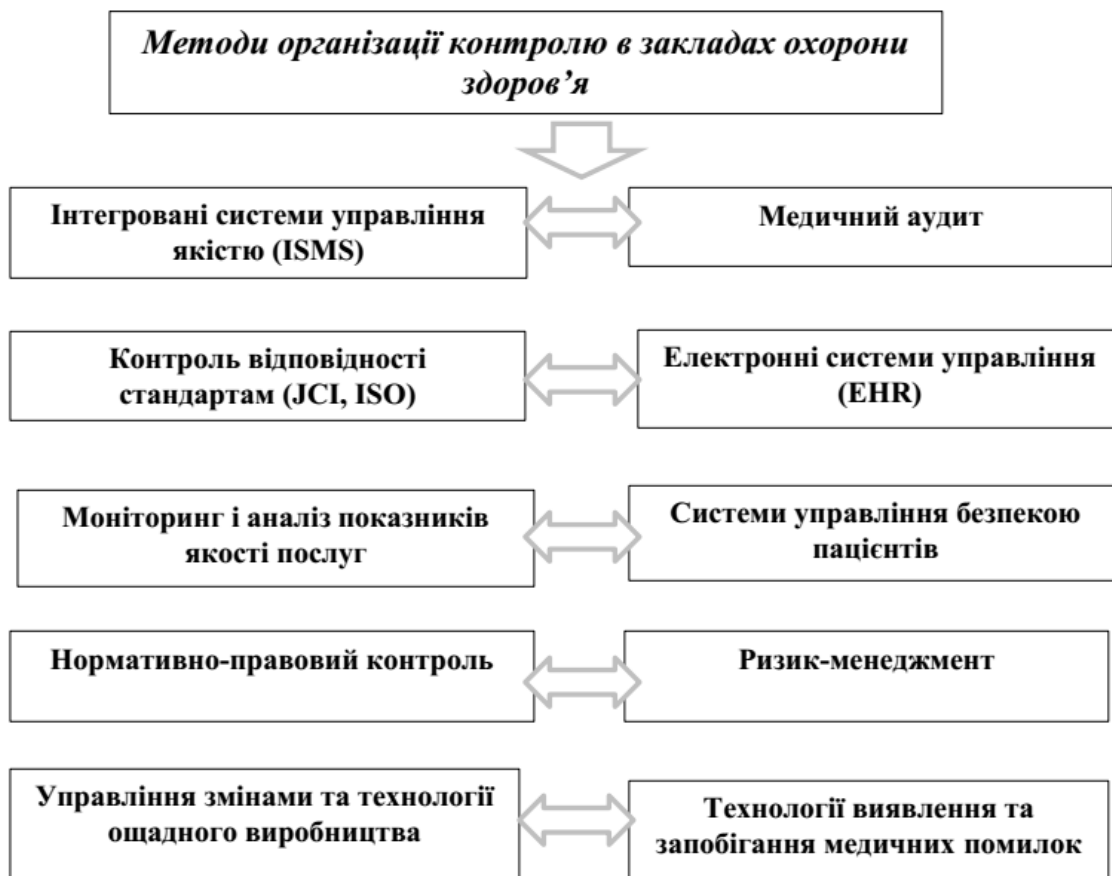 Методи організації контролю в закладах охорони
здоров’я
Інтегровані системи управління
якістю (ISMS)
Медичний аудит
Контроль відповідності
стандартам (JCI, ISO)
Електронні системи управління
(EHR)
Моніторинг і аналіз показників
якості послуг
Системи управління безпекою
пацієнтів
Нормативно-правовий контроль
Ризик-менеджмент
Управління змінами та технології
ощадного виробництва
Технології виявлення та
запобігання медичних помилок